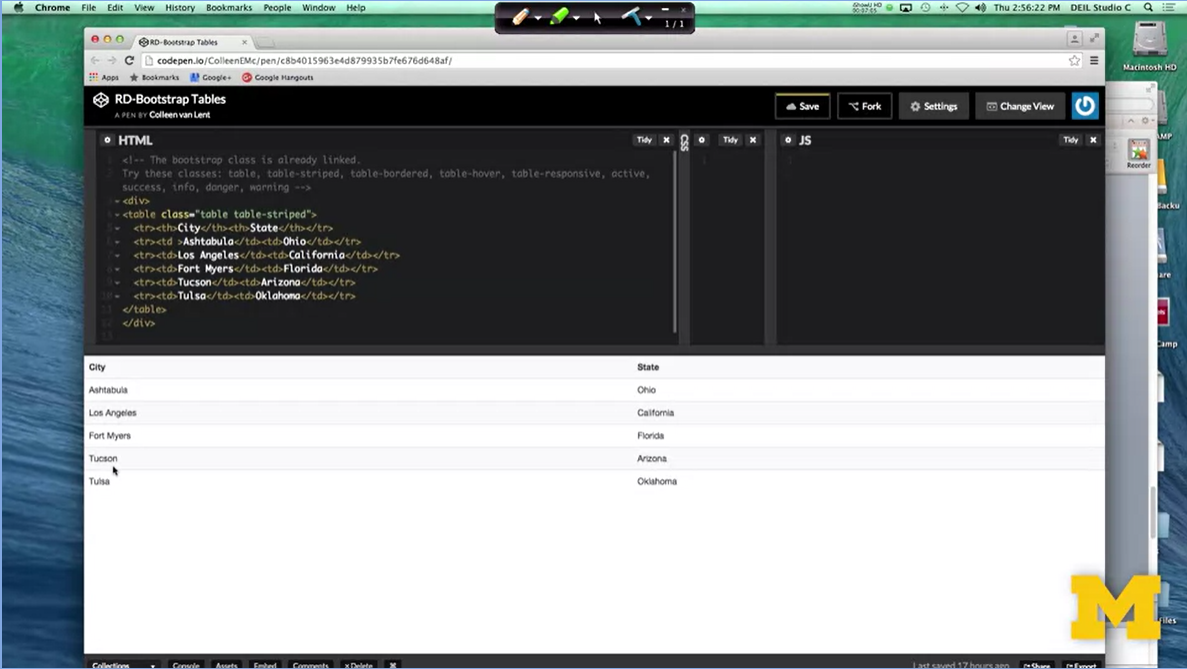 Chrome File Edit View History Bookmarks People Window Help
Thu 2:56:22 PM DEIL Studio C
1 / 1
RD-Bootstrap Tables
codepen.io/ColleenEMc/pen/c8b4015963e4d879935b7fe676d648af/
Apps Bookmarks Google+ Google Hangouts
RD-Bootstrap Tables
A PEN BY Colleen van Lent
Save Fork Settings Change View
HTML Tidy CSS Tidy JS Tidy
<!-- The bootstrap class is already linked.
Try these classes: table, table-striped, table-bordered, table-hover, table-responsive, active,
success, info, danger, warning -->
<div>
<table class="table table-striped">
<tr><th>City</th><th>State</th></tr>
<tr><td >Ashtabula</td><td>Ohio</td></tr>
<tr><td>Los Angeles</td><td>California</td></tr>
<tr><td>Fort Myers</td><td>Florida</td></tr>
<tr><td>Tucson</td><td>Arizona</td></tr>
<tr><td>Tulsa</td><td>Oklahoma</td></tr>
</table>
</div>
City State
Ashtabula Ohio
Los Angeles California
Fort Myers Florida
Tucson Arizona
Tulsa Oklahoma
Macintosh HD
Reorder
Collections Console Assets Embed Comments Delete Last saved 17 hours ago Share Export
M